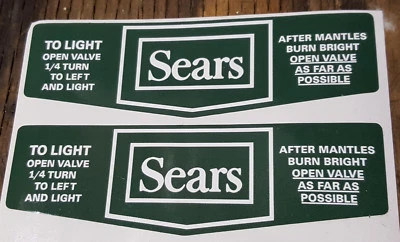 TO LIGHT
OPEN VALVE
1/4 TURN
TO LEFT
AND LIGHT
Sears
AFTER MANTLES
BURN BRIGHT
OPEN VALVE
AS FAR AS
POSSIBLE
TO LIGHT
OPEN VALVE
1/4 TURN
TO LEFT
AND LIGHT
Sears
AFTER MANTLES
BURN BRIGHT
OPEN VALVE
AS FAR AS
POSSIBLE